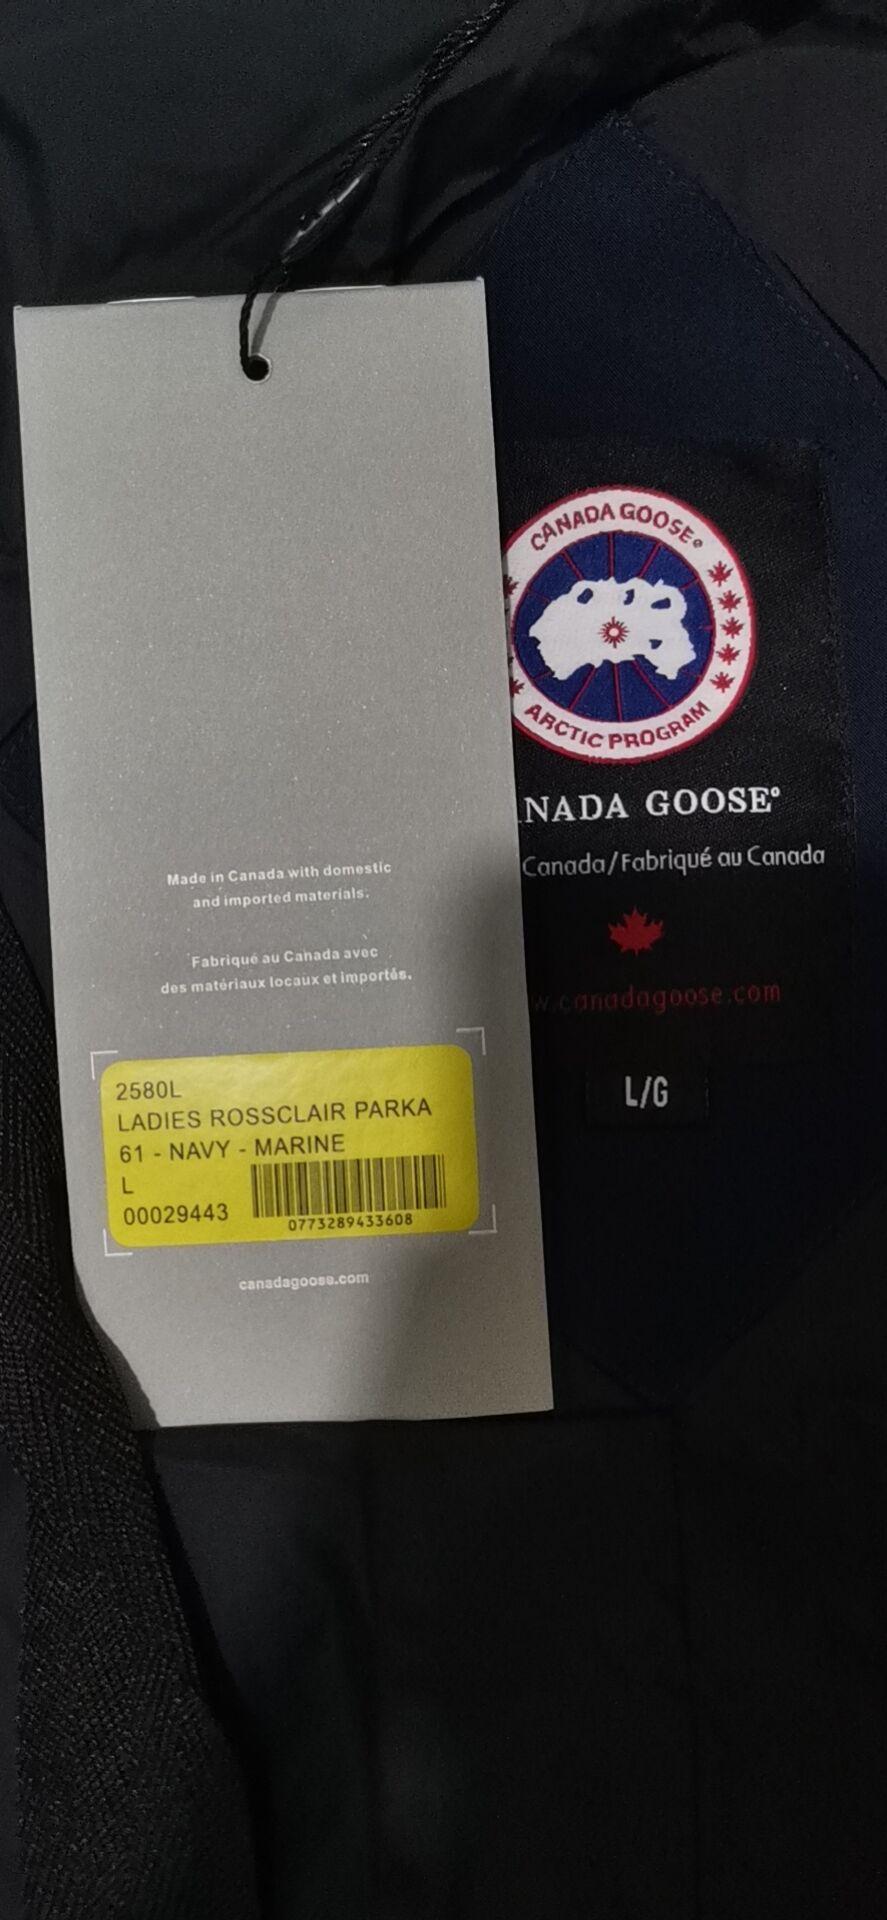 Made in Canada with domestic
and imported materials.
Fabriqué au Canada avec
des matériaux locaux et importés.
2580L
LADIES ROSSCLAIR PARKA
61 - NAVY - MARINE
L
00029443
0773289433608
canadagoose.com
CANADA GOOSE®
ARCTIC PROGRAM
NADA GOOSE®
Canada/Fabriqué au Canada
w.canadagoose.com
L/G